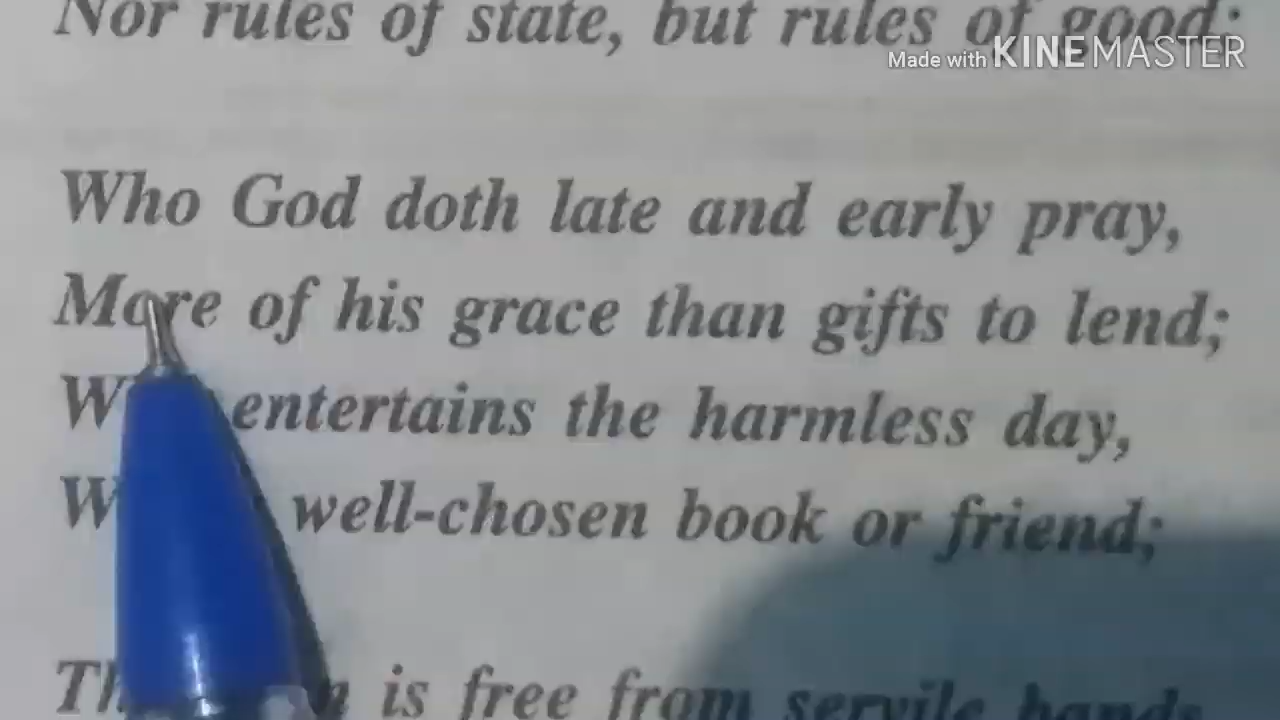 Nor rules of state, but rules of good;
Made with KINEMASTER
Who God doth late and early pray,
More of his grace than gifts to lend;
entertains the harmless day,
well-chosen book or friend;
is free from servile bands